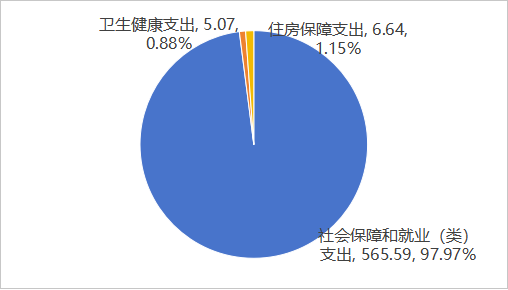 卫生健康支出, 5.07,
0.88%
住房保障支出, 6.64,
1.15%
社会保障和就业（类）
支出, 565.59, 97.97%